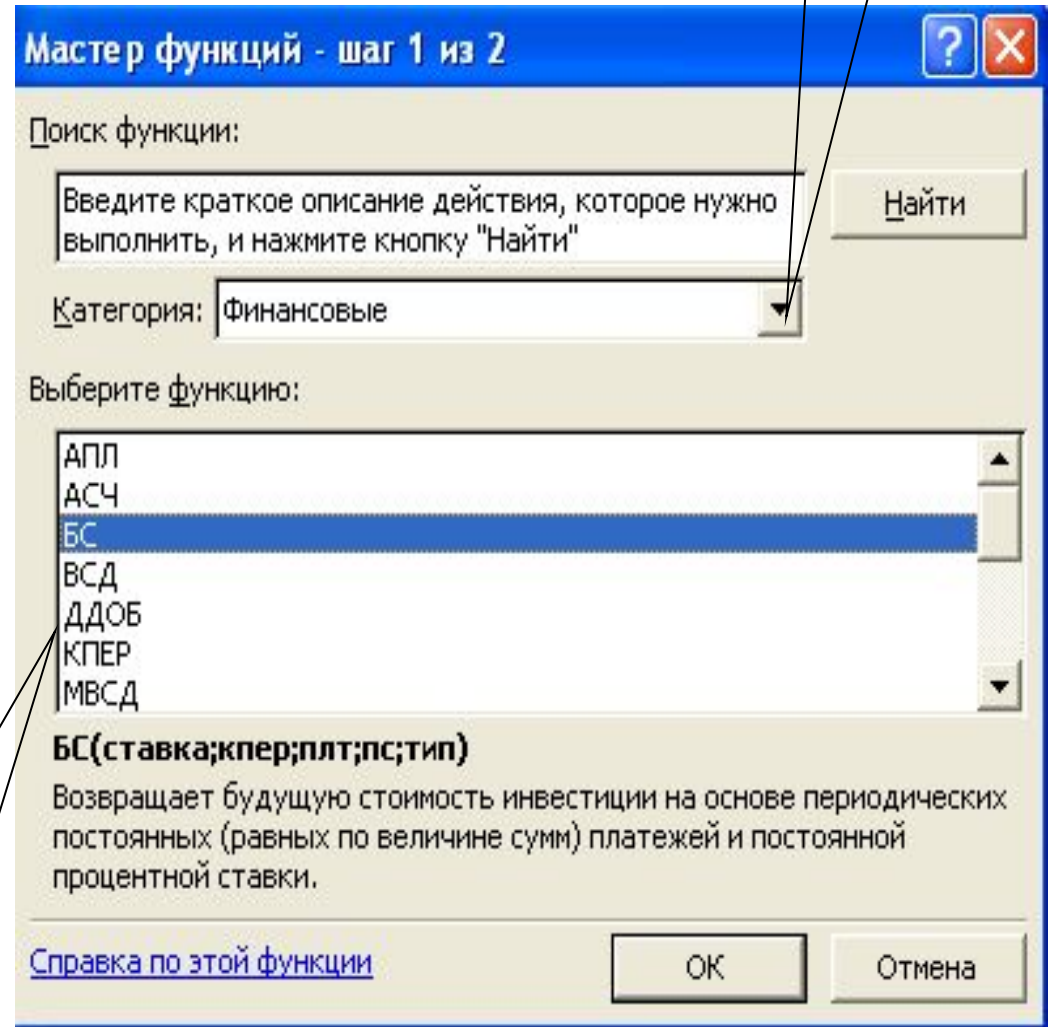 Мастер функций - шаг 1 из 2
Поиск функции:
Введите краткое описание действия, которое нужно
выполнить, и нажмите кнопку "Найти"
Найти
Категория: Финансовые
Выберите функцию:
АПЛ
АСЧ
БС
ВСД
ДДОБ
КПЕР
МВСД
БС(ставка;кпер;плт;пс;тип)
Возвращает будущую стоимость инвестиции на основе периодических
постоянных (равных по величине сумм) платежей и постоянной
процентной ставки.
Справка по этой функции
ОК
Отмена